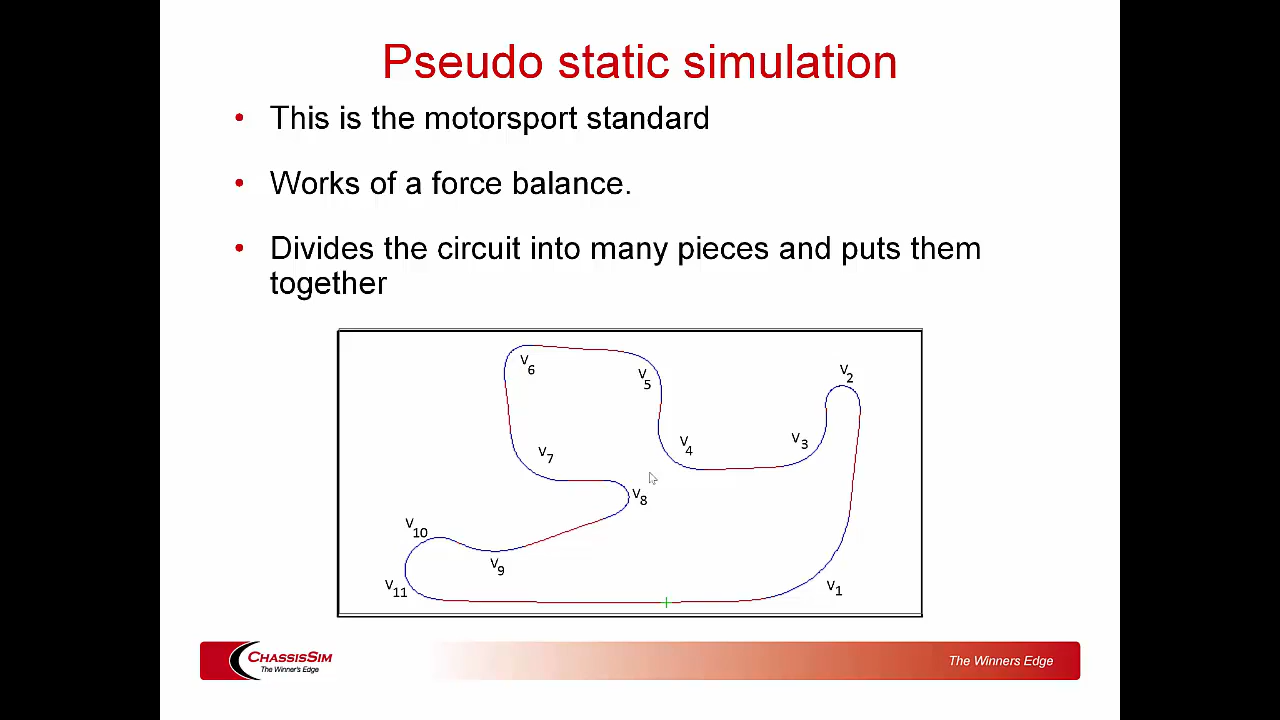 Pseudo static simulation
• This is the motorsport standard
• Works of a force balance.
• Divides the circuit into many pieces and puts them
together
V6
V5
V2
V4
V3
V7
V8
V10
V9
V11
V1
CHASSISSIM
The Winner's Edge
The Winners Edge